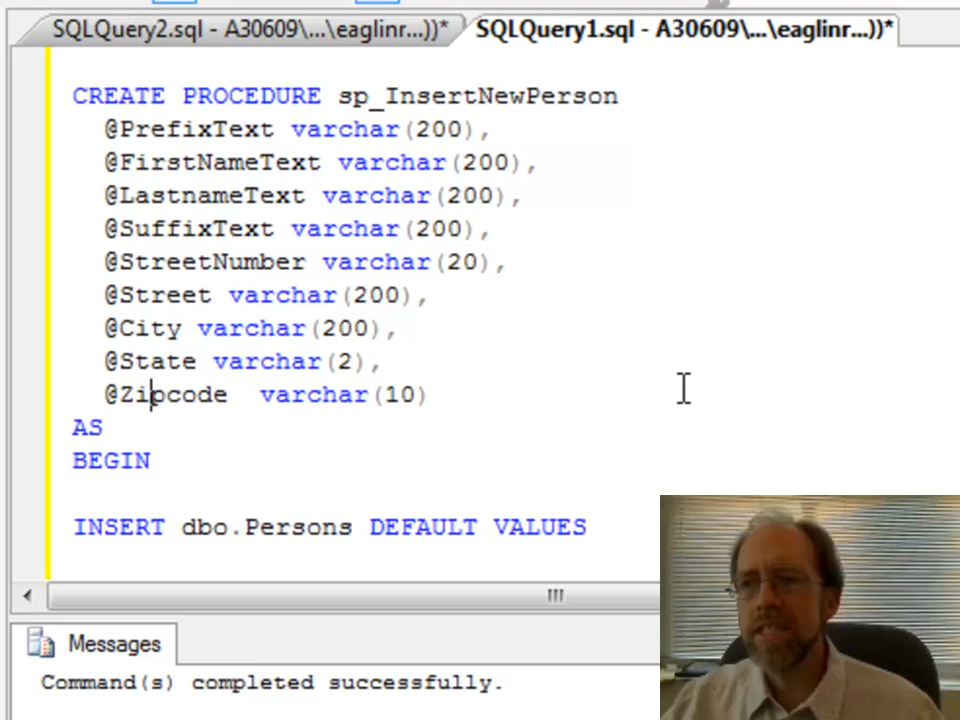 SQLQuery2.sql - A30609\...\eaglinr...))* SQLQuery1.sql - A30609\...\eaglinr...))*
CREATE PROCEDURE sp_InsertNewPerson
@PrefixText varchar(200),
@FirstNameText varchar(200),
@LastnameText varchar(200),
@SuffixText varchar(200),
@StreetNumber varchar(20),
@Street varchar(200),
@City varchar(200),
@State varchar(2),
@Zipcode  varchar(10)
AS
BEGIN
INSERT dbo.Persons DEFAULT VALUES
Messages
Command(s) completed successfully.